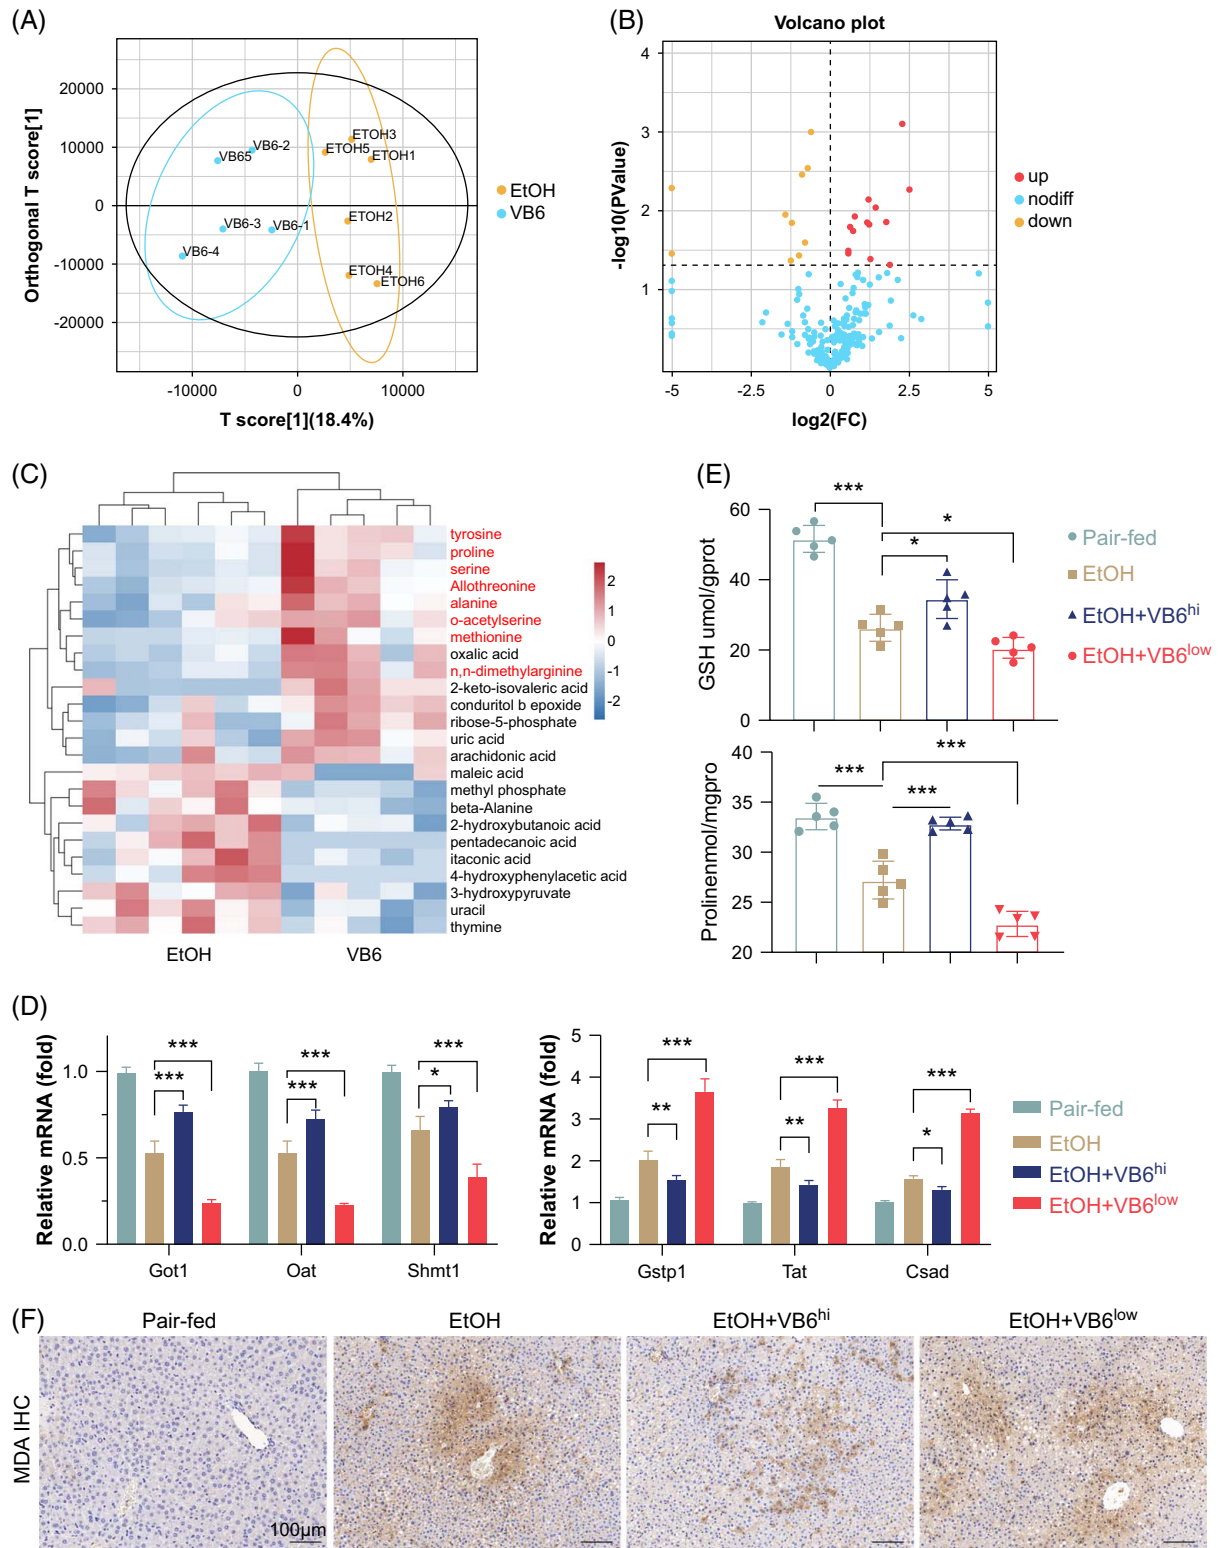 (A)
20000
10000
0
-10000
-20000
-10000
0
10000
Orthogonal T score[1]
T score[1](18.4%)
VB65
VB6-2
VB6-3
VB6-1
VB6-4
ETOH3
ETOH5
ETOH1
ETOH2
ETOH4
ETOH6
EtOH
VB6
(B)
Volcano plot
4
3
2
1
-5
-2.5
0
2.5
5
-log10(PValue)
log2(FC)
up
nodiff
down
(C)
tyrosine
proline
serine
Allothreonine
alanine
o-acetylserine
methionine
oxalic acid
n,n-dimethylarginine
2-keto-isovaleric acid
conduritol b epoxide
ribose-5-phosphate
uric acid
arachidonic acid
maleic acid
methyl phosphate
beta-Alanine
2-hydroxybutanoic acid
pentadecanoic acid
itaconic acid
4-hydroxyphenylacetic acid
3-hydroxypyruvate
uracil
thymine
EtOH
VB6
2
1
0
-1
-2
(E)
60
40
20
0
GSH umol/gprot
***
*
*
Pair-fed
EtOH
EtOH+VB6hi
EtOH+VB6low
40
35
30
25
20
Prolinenmol/mgpro
***
***
***
(D)
Relative mRNA (fold)
1.0
0.5
0.0
***
***
***
***
***
*
Got1
Oat
Shmt1
Relative mRNA (fold)
5
4
3
2
1
0
***
**
***
**
***
*
Gstp1
Tat
Csad
Pair-fed
EtOH
EtOH+VB6hi
EtOH+VB6low
(F)
Pair-fed
EtOH
EtOH+VB6hi
EtOH+VB6low
MDA IHC
100μm